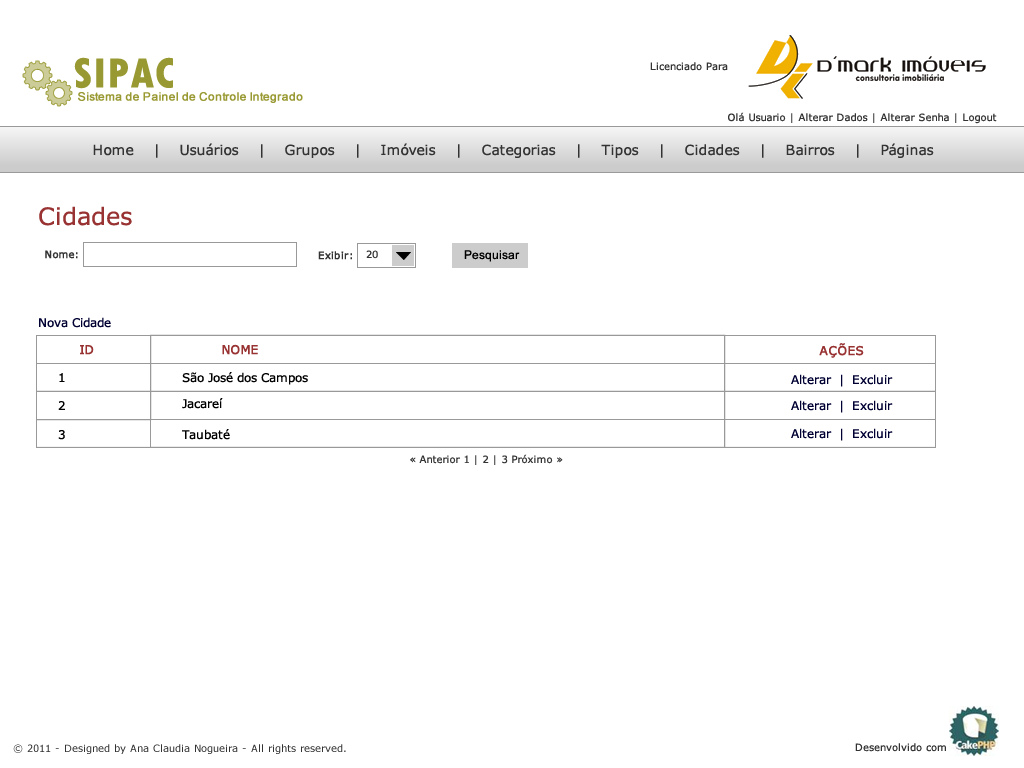 SIPAC
Sistema de Painel de Controle Integrado
Licenciado Para
D'mark imóveis
consultoria imobiliária
Olá Usuario | Alterar Dados | Alterar Senha | Logout
Home | Usuários | Grupos | Imóveis | Categorias | Tipos | Cidades | Bairros | Páginas
Cidades
Nome: Exibir: 20 Pesquisar
Nova Cidade
ID NOME AÇÕES
1 São José dos Campos Alterar | Excluir
2 Jacareí Alterar | Excluir
3 Taubaté Alterar | Excluir
« Anterior 1 | 2 | 3 Próximo »
© 2011 - Designed by Ana Claudia Nogueira - All rights reserved.
Desenvolvido com CakePHP